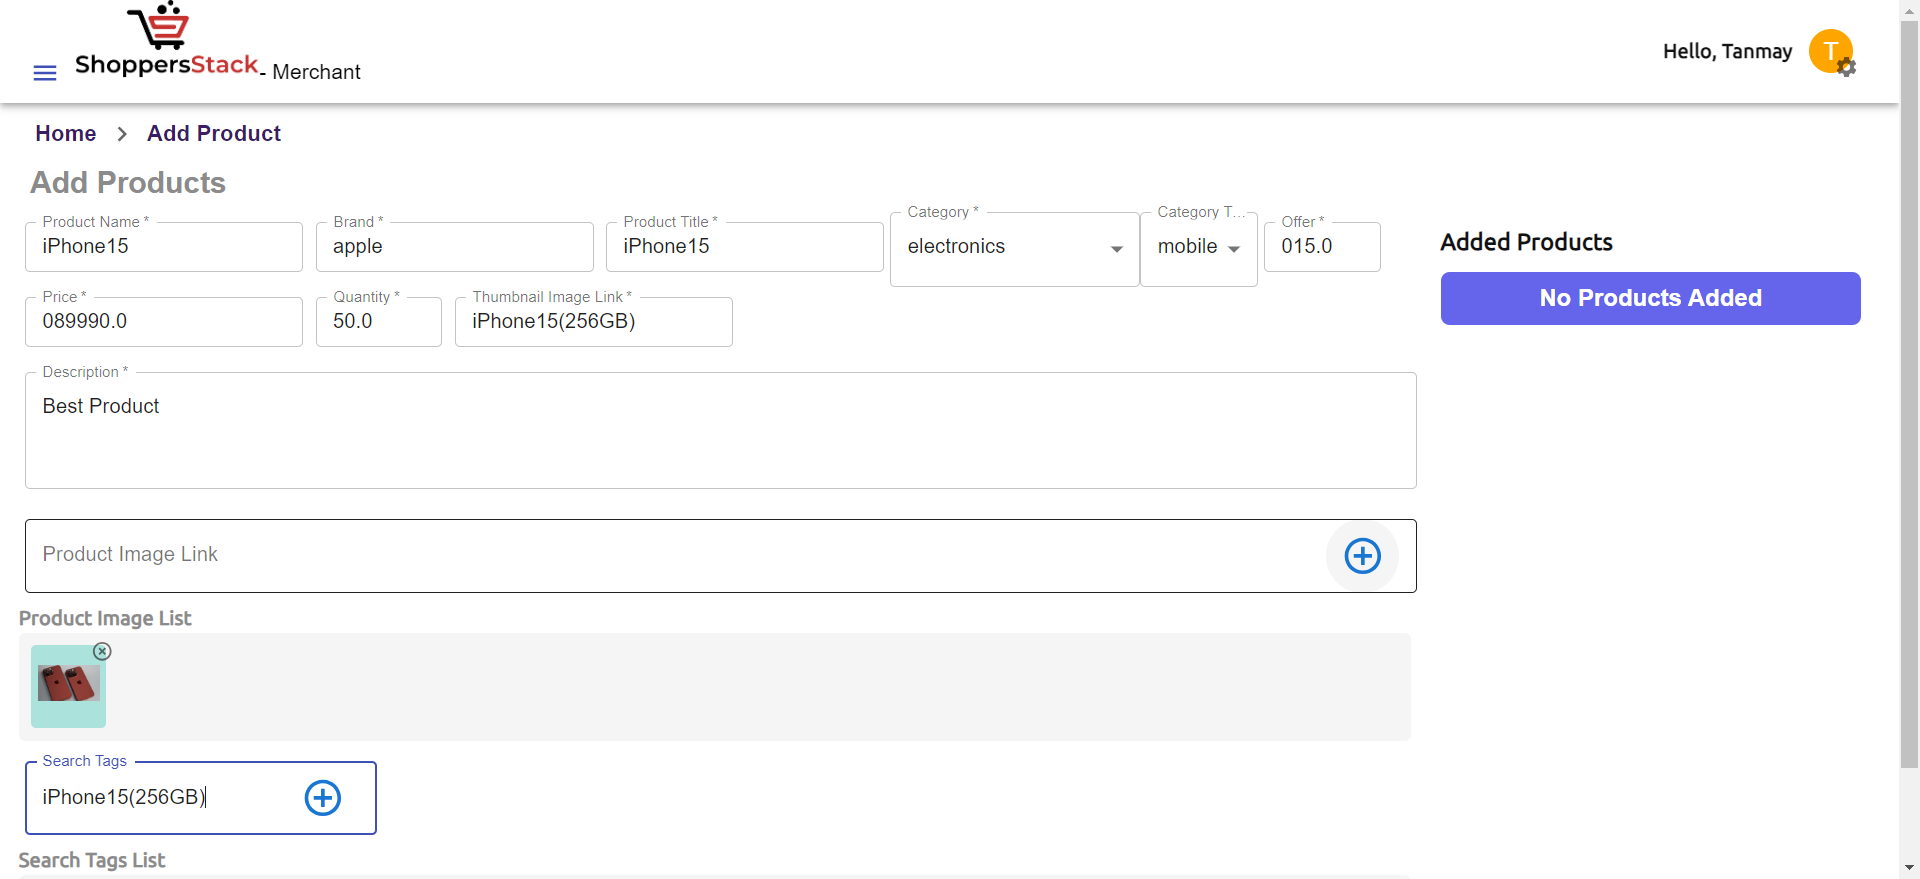 ShoppersStack - Merchant
Hello, Tanmay
T
Home > Add Product
Add Products
Product Name *
iPhone15
Brand *
apple
Product Title *
iPhone15
Category *
electronics
Category T...
mobile
Offer *
015.0
Price *
089990.0
Quantity *
50.0
Thumbnail Image Link *
iPhone15(256GB)
Description *
Best Product
Product Image Link
Product Image List
Search Tags
iPhone15(256GB)
Search Tags List
Added Products
No Products Added